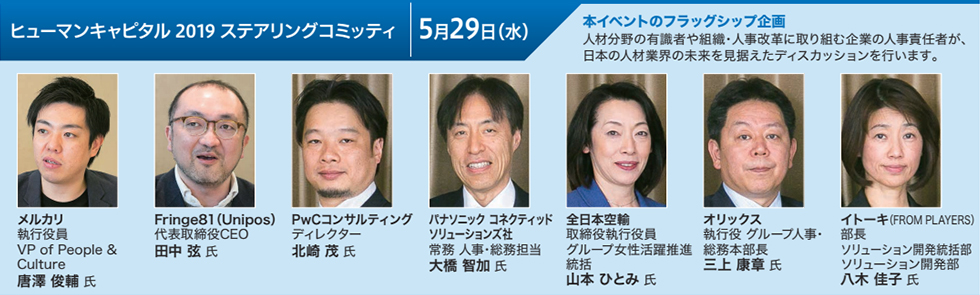 ヒューマンキャピタル 2019 ステアリングコミッティ
5月29日(水)
本イベントのフラッグシップ企画
人材分野の有識者や組織・人事改革に取り組む企業の人事責任者が、
日本の人材業界の未来を見据えたディスカッションを行います。
メルカリ
執行役員
VP of People &
Culture
唐澤 俊輔 氏
Fringe81(Unipos)
代表取締役CEO
田中 弦 氏
PwCコンサルティング
ディレクター
北崎 茂 氏
パナソニック コネクティッド
ソリューションズ社
常務 人事・総務担当
大橋 智加 氏
全日本空輸
取締役執行役員
グループ女性活躍推進
統括
山本 ひとみ 氏
オリックス
執行役 グループ人事・
総務本部長
三上 康章 氏
イトーキ(FROM PLAYERS)
部長
ソリューション開発統括部
ソリューション開発部
八木 佳子 氏